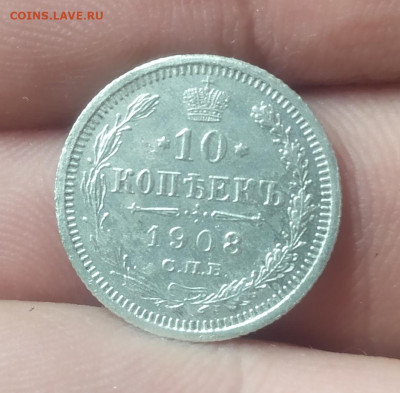 COINS.LAVE.RU
* 10 *
КОПѢЕКЪ
1908
С.П.Б